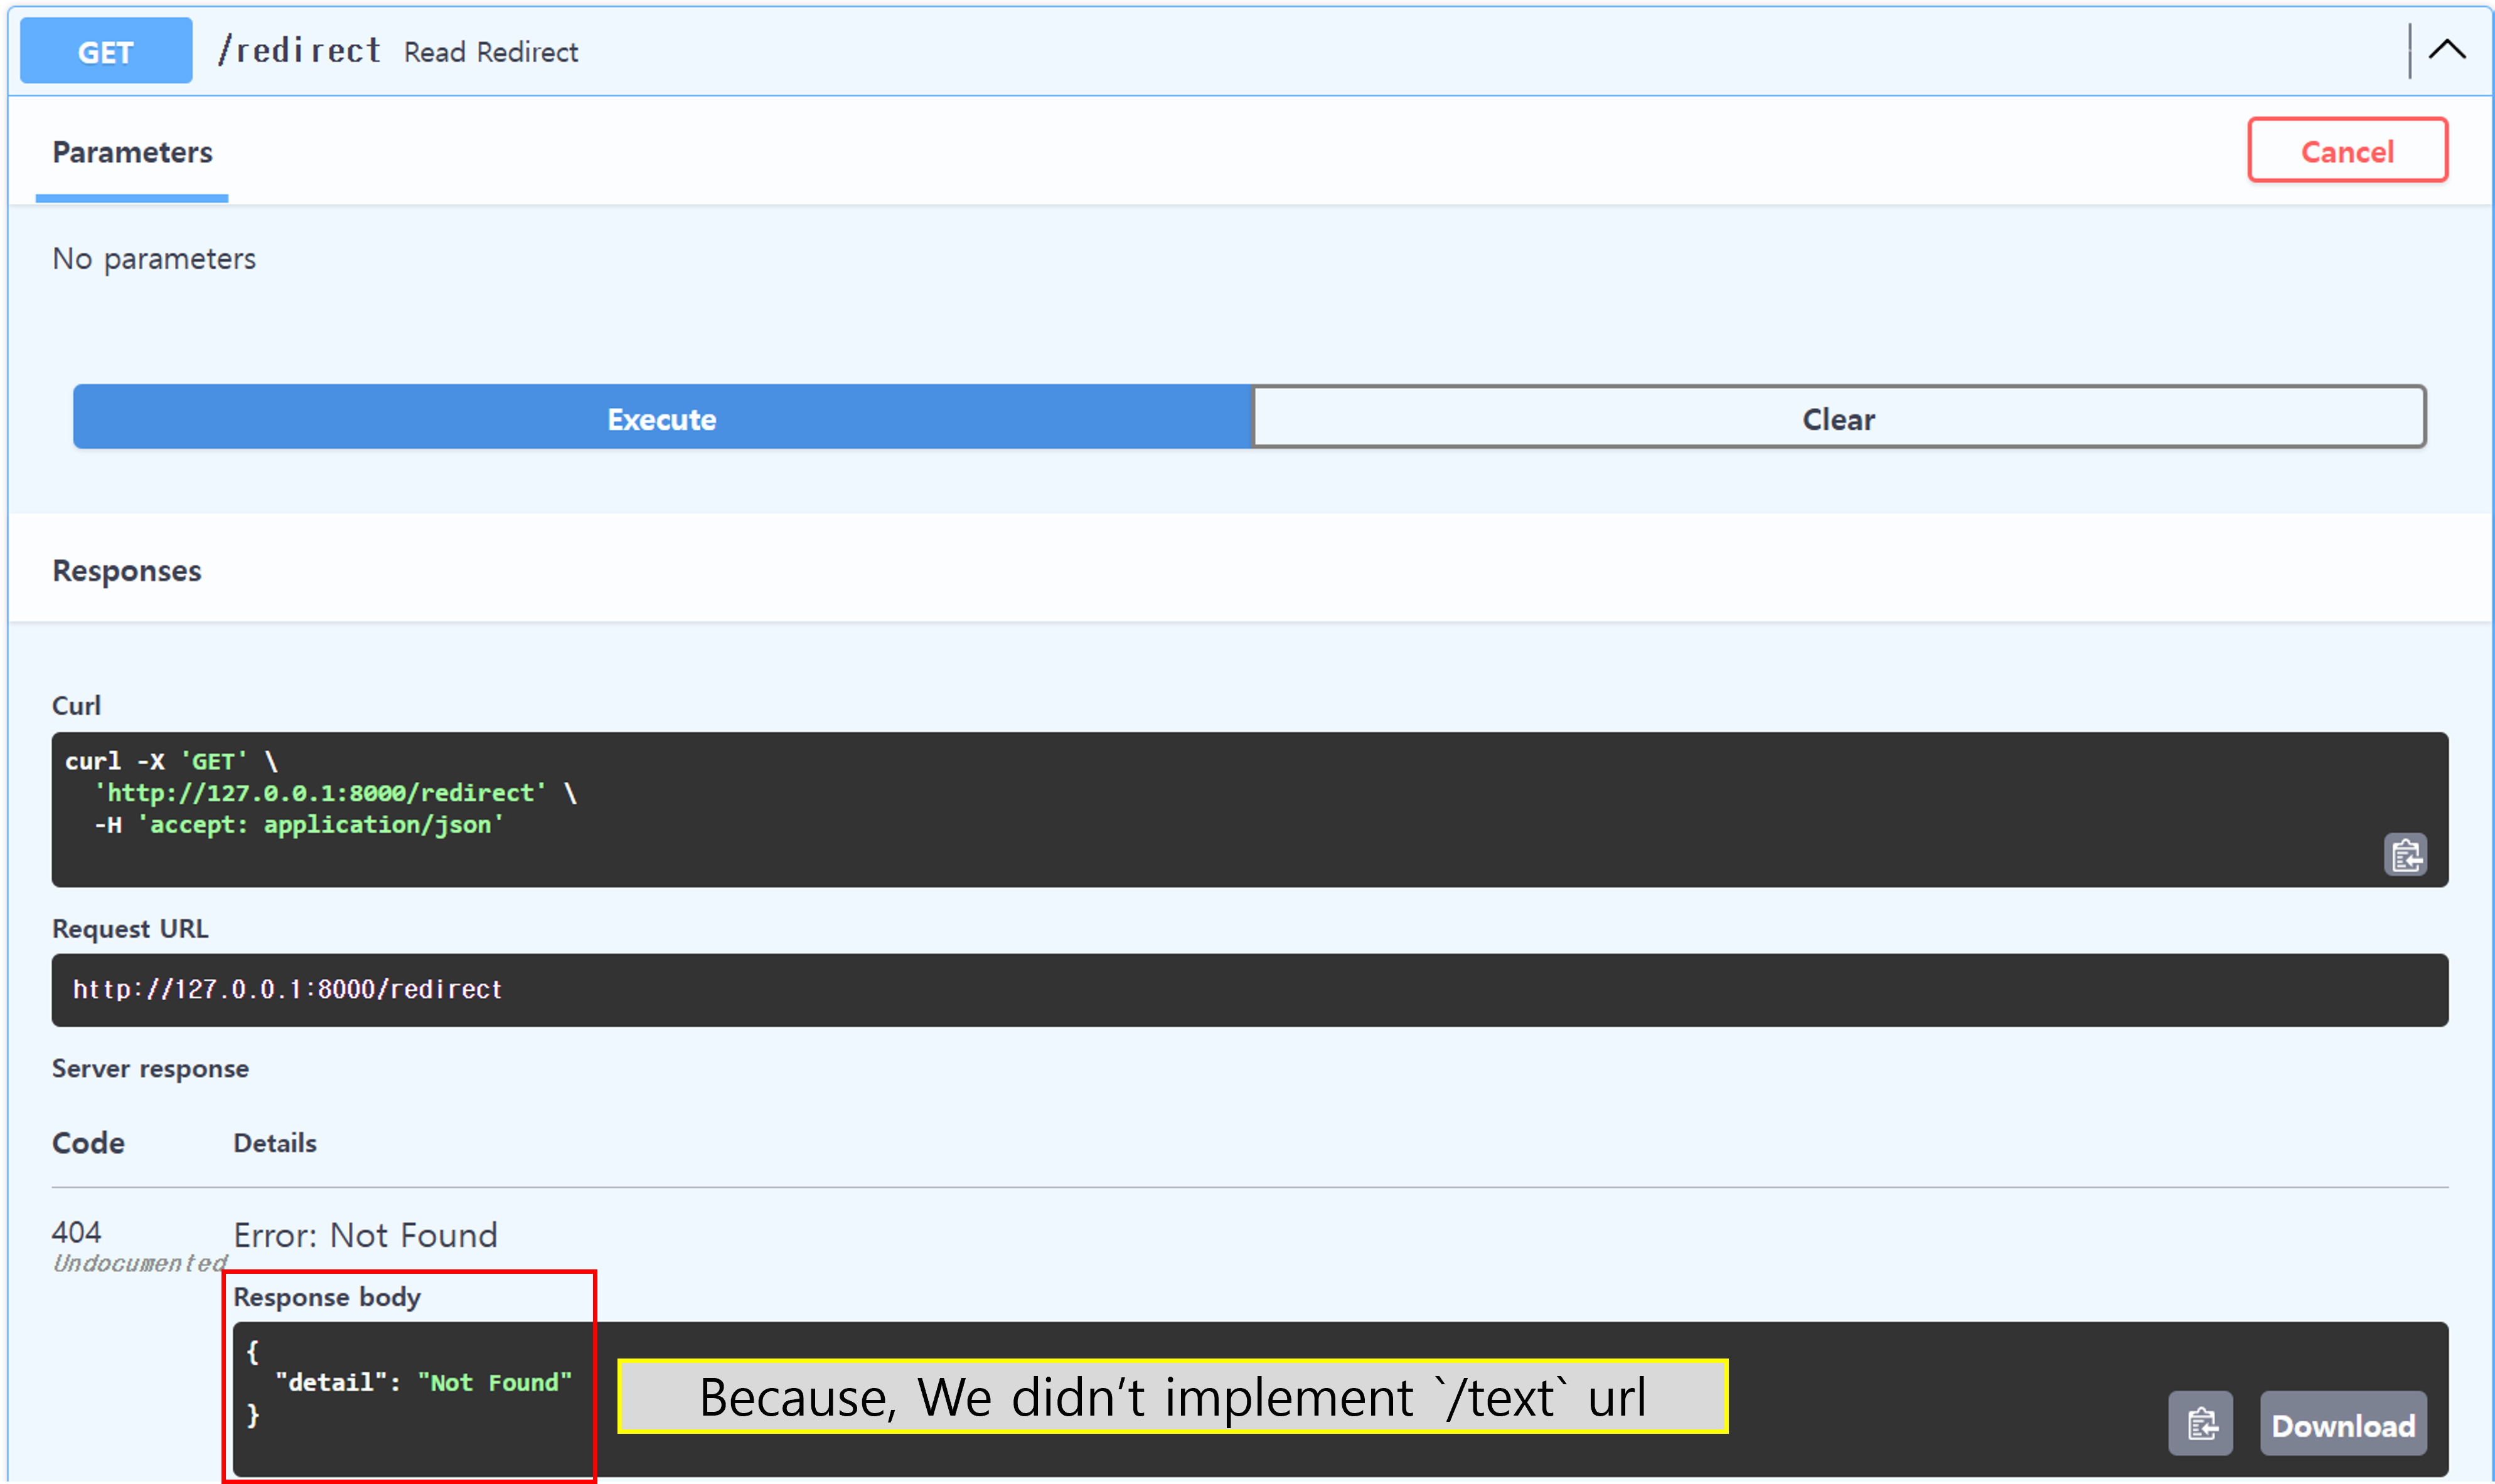 GET /redirect Read Redirect
Parameters
Cancel
No parameters
Execute
Clear
Responses
Curl
curl -X 'GET' \
  'http://127.0.0.1:8000/redirect' \
  -H 'accept: application/json'
Request URL
http://127.0.0.1:8000/redirect
Server response
Code Details
404 Error: Not Found
Undocumented
Response body
{
  "detail": "Not Found"
}
Because, We didn't implement `/text` url
Download